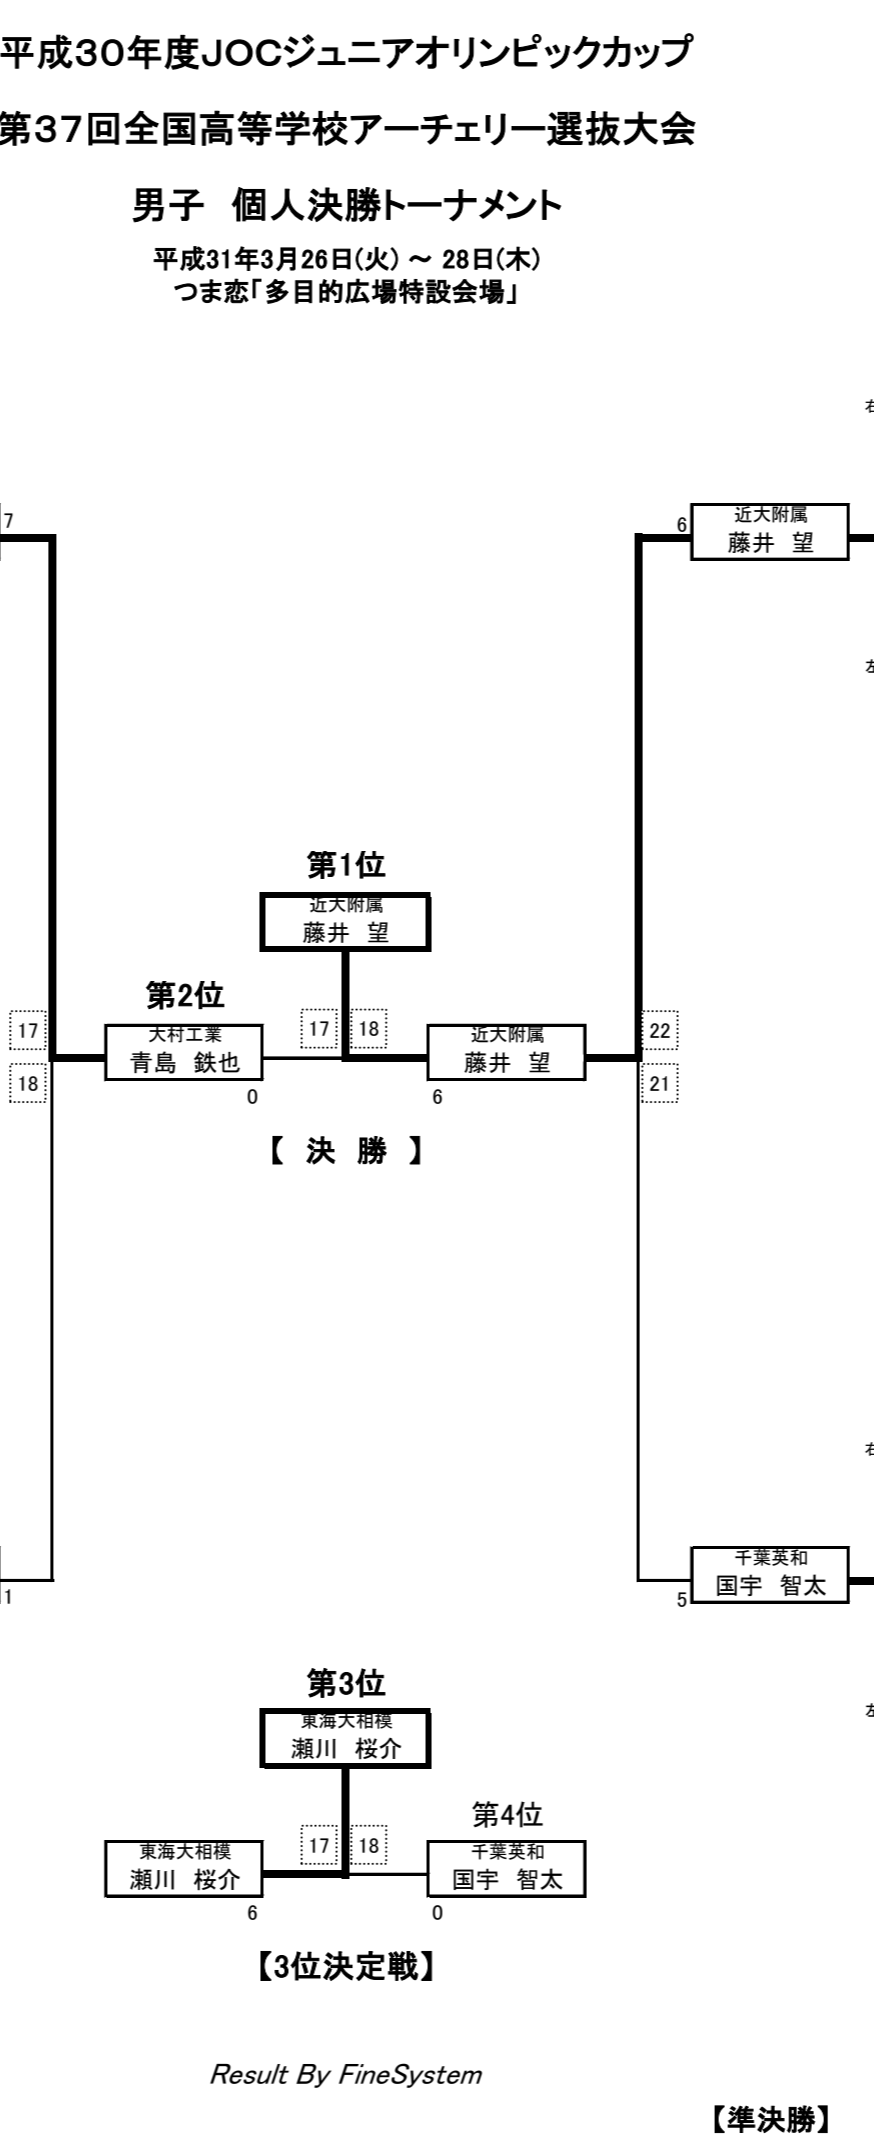 平成30年度JOCジュニアオリンピックカップ
第37回全国高等学校アーチェリー選抜大会
男子　個人決勝トーナメント
平成31年3月26日(火) ～ 28日(木)
つま恋「多目的広場特設会場」
右
7
6
近大附属
藤井　望
左
第1位
近大附属
藤井　望
第2位
17
大村工業
青島　鉄也
17
18
近大附属
藤井　望
22
18
0
6
21
【 決 勝 】
右
1
千葉英和
国宇　智太
5
第3位
東海大相模
瀬川　桜介
左
第4位
東海大相模
瀬川　桜介
17
18
千葉英和
国宇　智太
6
0
【3位決定戦】
Result By FineSystem
【準決勝】